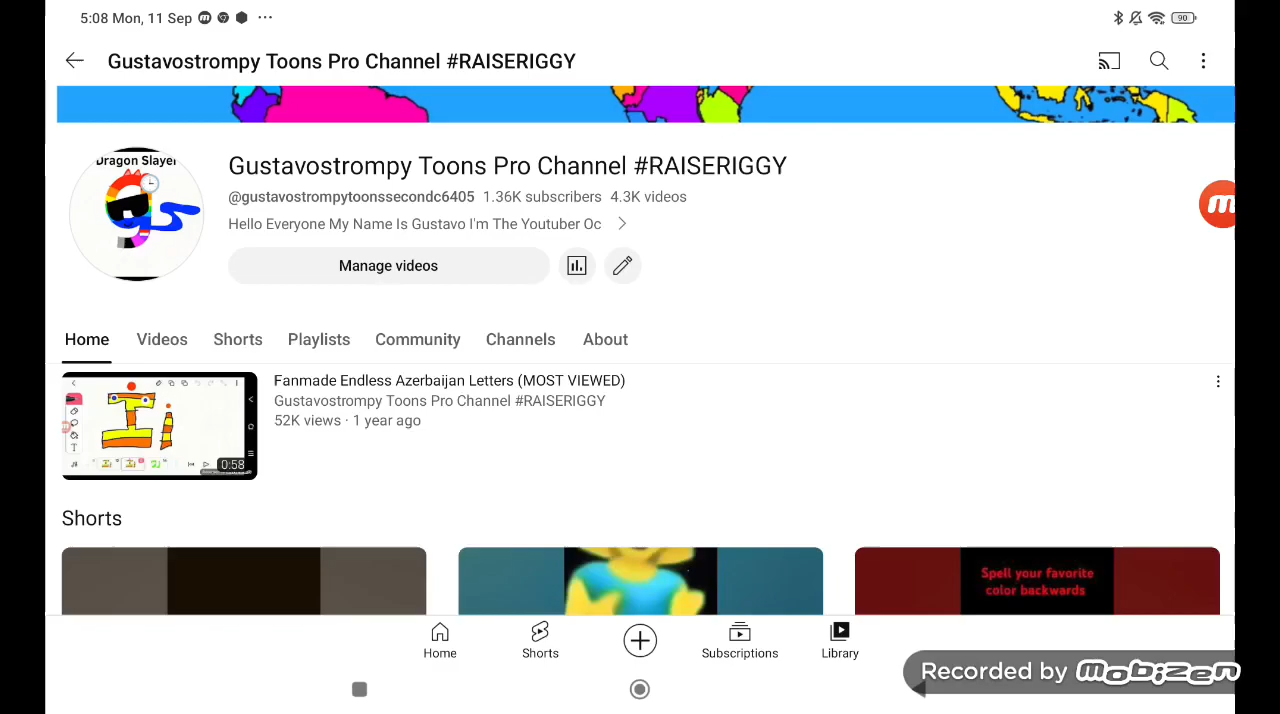 5:08 Mon, 11 Sep
90
Gustavostrompy Toons Pro Channel #RAISERIGGY
Dragon Slayer
Gustavostrompy Toons Pro Channel #RAISERIGGY
@gustavostrompytoonssecondc6405 1.36K subscribers 4.3K videos
Hello Everyone My Name Is Gustavo I'm The Youtuber Oc
Manage videos
Home Videos Shorts Playlists Community Channels About
İi
T
0:58
Fanmade Endless Azerbaijan Letters (MOST VIEWED)
Gustavostrompy Toons Pro Channel #RAISERIGGY
52K views · 1 year ago
Shorts
Spell your favorite
color backwards
Home Shorts Subscriptions Library
Recorded by mobizen